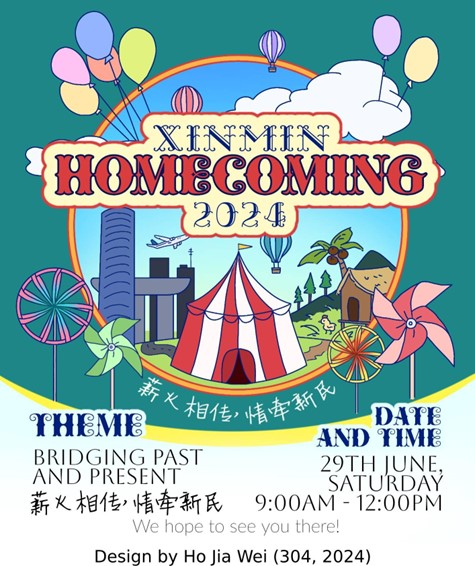 XINMIN
HOMECOMING
2024
薪火相传，情牵新民
THEME
BRIDGING PAST
AND PRESENT
薪火相传，情牵新民
DATE
AND TIME
29TH JUNE,
SATURDAY
9:00AM - 12:00PM
We hope to see you there!
Design by Ho Jia Wei (304, 2024)